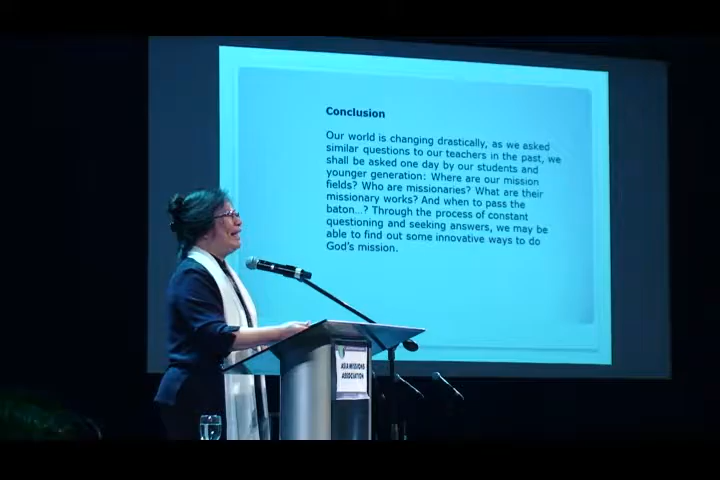 Conclusion
Our world is changing drastically, as we asked
similar questions to our teachers in the past, we
shall be asked one day by our students and
younger generation: Where are our mission
fields? Who are missionaries? What are their
missionary works? And when to pass the
baton…? Through the process of constant
questioning and seeking answers, we may be
able to find out some innovative ways to do
God's mission.
ASIA MISSIONS
ASSOCIATION